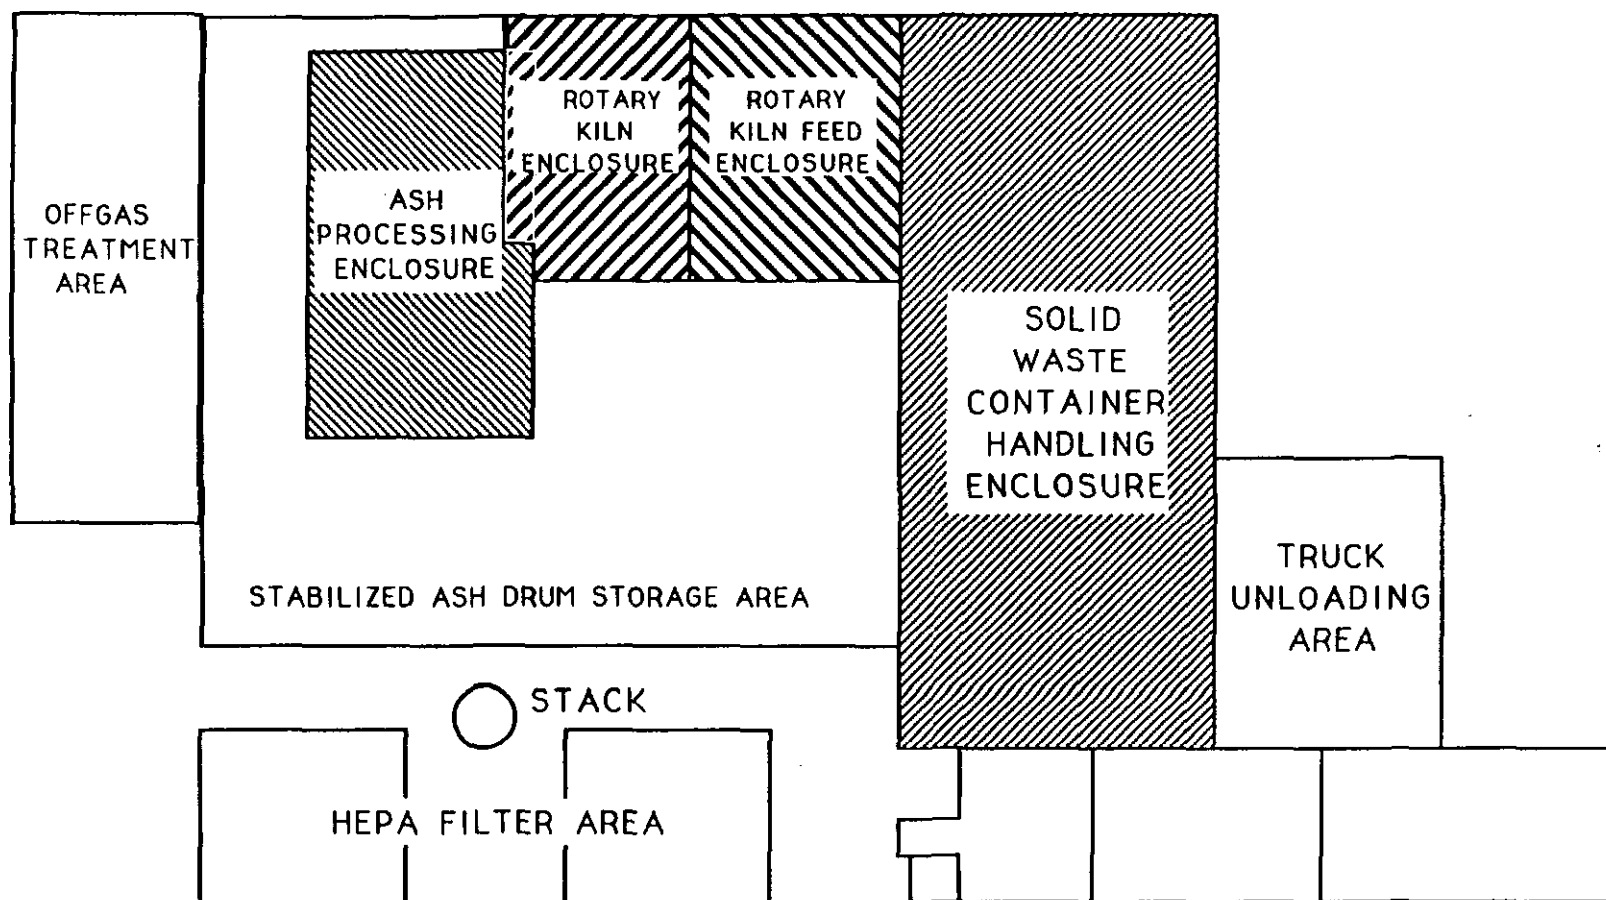 OFFGAS
TREATMENT
AREA
ASH
PROCESSING
ENCLOSURE
ROTARY
KILN
ENCLOSURE
ROTARY
KILN FEED
ENCLOSURE
SOLID
WASTE
CONTAINER
HANDLING
ENCLOSURE
TRUCK
UNLOADING
AREA
STABILIZED ASH DRUM STORAGE AREA
STACK
HEPA FILTER AREA